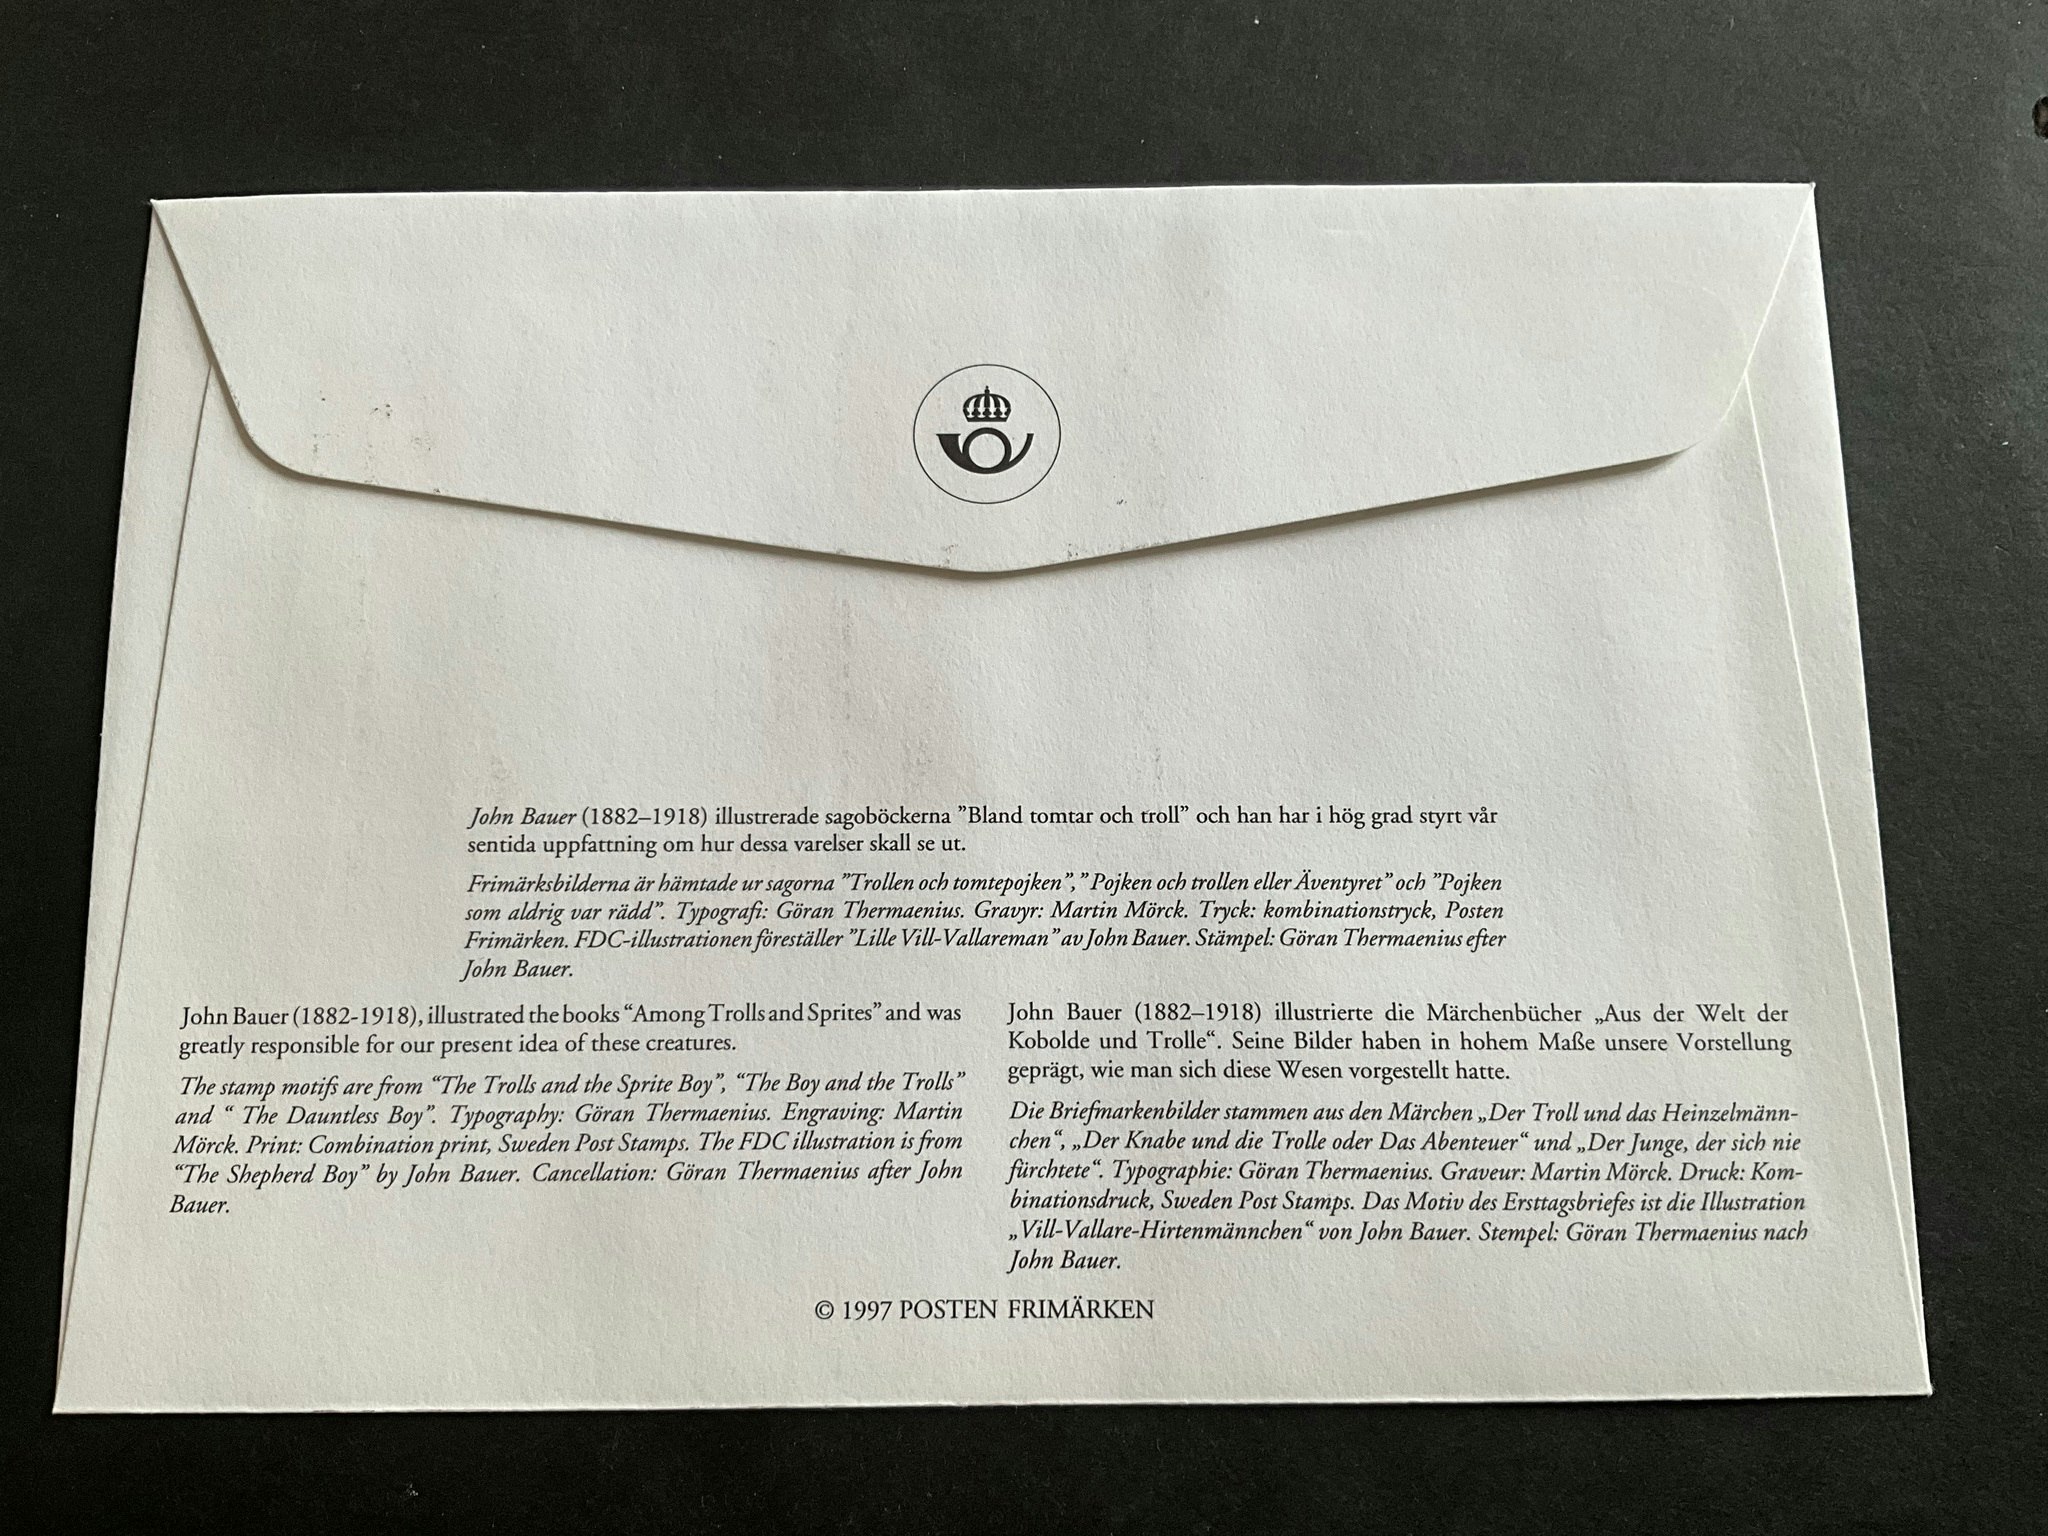 John Bauer (1882–1918) illustrerade sagoböckerna ”Bland tomtar och troll” och han har i hög grad styrt vår
sentida uppfattning om hur dessa varelser skall se ut.
Frimärksbilderna är hämtade ur sagorna ”Trollen och tomtepojken”, ”Pojken och trollen eller Äventyret” och ”Pojken
som aldrig var rädd”. Typografi: Göran Thermaenius. Gravyr: Martin Mörck. Tryck: kombinationstryck, Posten
Frimärken. FDC-illustrationen föreställer ”Lille Vill-Vallareman” av John Bauer. Stämpel: Göran Thermaenius efter
John Bauer.
John Bauer (1882-1918), illustrated the books “Among Trolls and Sprites” and was
greatly responsible for our present idea of these creatures.
The stamp motifs are from “The Trolls and the Sprite Boy”, “The Boy and the Trolls”
and “ The Dauntless Boy”. Typography: Göran Thermaenius. Engraving: Martin
Mörck. Print: Combination print, Sweden Post Stamps. The FDC illustration is from
“The Shepherd Boy” by John Bauer. Cancellation: Göran Thermaenius after John
Bauer.
John Bauer (1882–1918) illustrierte die Märchenbücher „Aus der Welt der
Kobolde und Trolle“. Seine Bilder haben in hohem Maße unsere Vorstellung
geprägt, wie man sich diese Wesen vorgestellt hatte.
Die Briefmarkenbilder stammen aus den Märchen „Der Troll und das Heinzelmänn-
chen“, „Der Knabe und die Trolle oder Das Abenteuer“ und „Der Junge, der sich nie
fürchtete“. Typographie: Göran Thermaenius. Graveur: Martin Mörck. Druck: Kom-
binationsdruck, Sweden Post Stamps. Das Motiv des Ersttagsbriefes ist die Illustration
„Vill-Vallare-Hirtenmännchen“ von John Bauer. Stempel: Göran Thermaenius nach
John Bauer.
© 1997 POSTEN FRIMÄRKEN